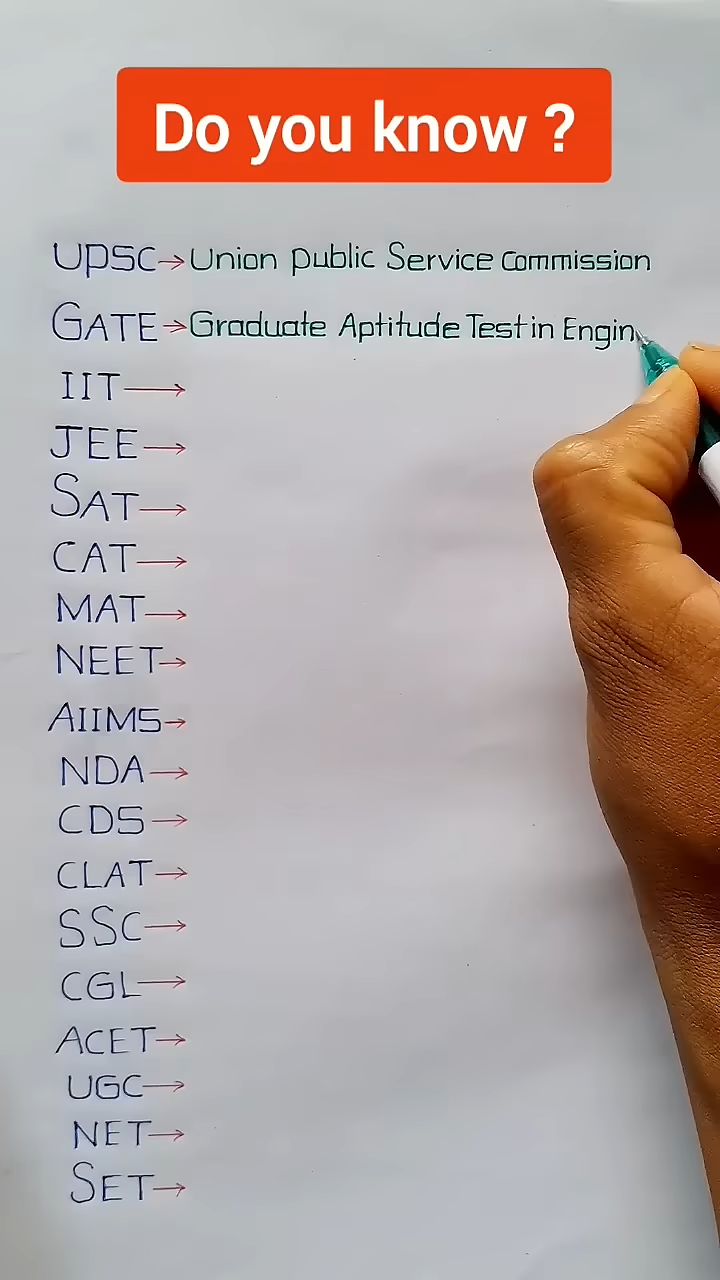 Do you know ?
UPSC→Union Public Service Commission
GATE→Graduate Aptitude Test in Engin
IIT→
JEE→
SAT→
CAT→
MAT→
NEET→
AIIMS→
NDA→
CDS→
CLAT→
SSC→
CGL→
ACET→
UGC→
NET→
SET→